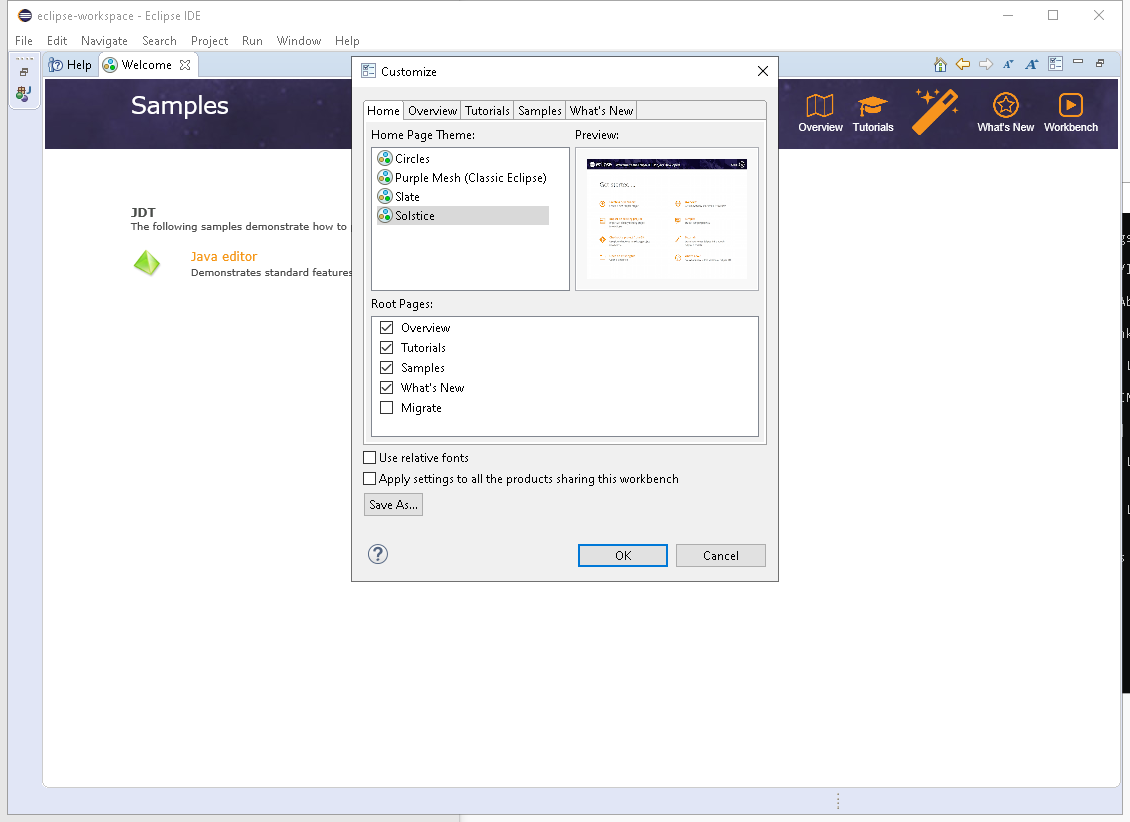 eclipse-workspace - Eclipse IDE
File Edit Navigate Search Project Run Window Help
Help Welcome
Samples
Overview Tutorials What's New Workbench
JDT
The following samples demonstrate how to
Java editor
Demonstrates standard features
Customize
Home Overview Tutorials Samples What's New
Home Page Theme:
Circles
Purple Mesh (Classic Eclipse)
Slate
Solstice
Preview:
Get started...
Root Pages:
Overview
Tutorials
Samples
What's New
Migrate
Use relative fonts
Apply settings to all the products sharing this workbench
Save As...
OK Cancel